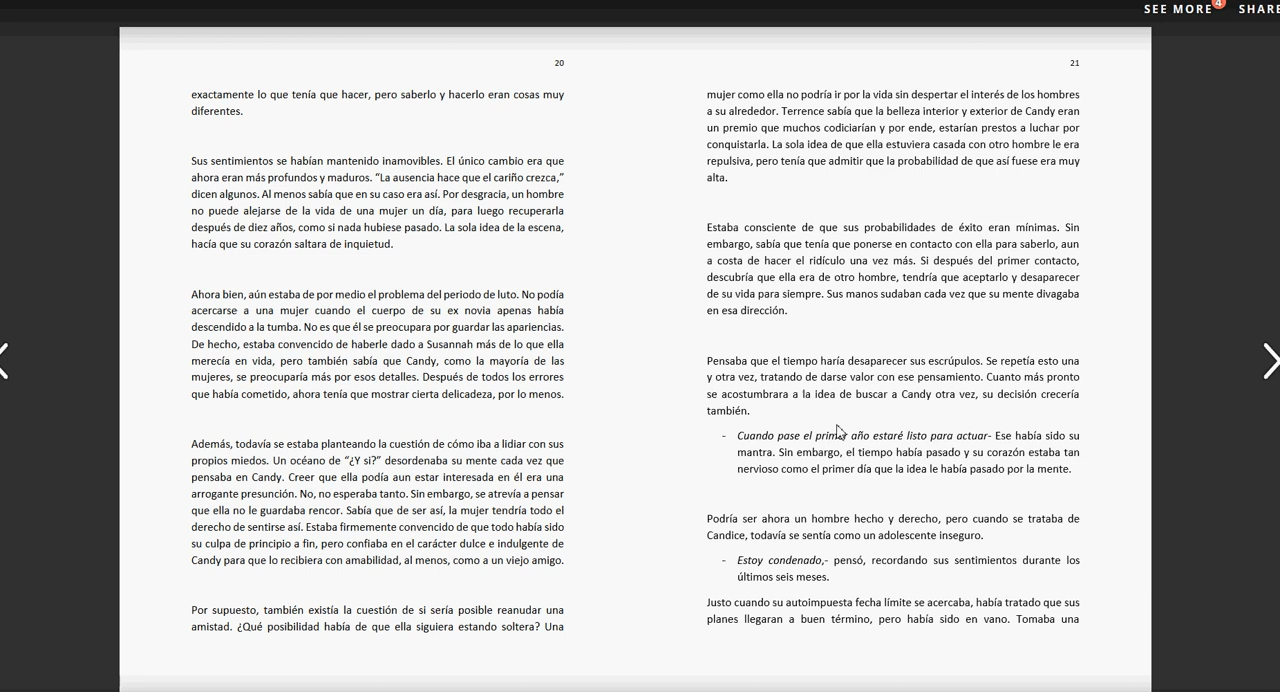 SEE MORE 4 SHARE
20
exactamente lo que tenía que hacer, pero saberlo y hacerlo eran cosas muy
diferentes.
Sus sentimientos se habían mantenido inamovibles. El único cambio era que
ahora eran más profundos y maduros. “La ausencia hace que el cariño crezca,”
dicen algunos. Al menos sabía que en su caso era así. Por desgracia, un hombre
no puede alejarse de la vida de una mujer un día, para luego recuperarla
después de diez años, como si nada hubiese pasado. La sola idea de la escena,
hacía que su corazón saltara de inquietud.
Ahora bien, aún estaba de por medio el problema del periodo de luto. No podía
acercarse a una mujer cuando el cuerpo de su ex novia apenas había
descendido a la tumba. No es que él se preocupara por guardar las apariencias.
De hecho, estaba convencido de haberle dado a Susannah más de lo que ella
merecía en vida, pero también sabía que Candy, como la mayoría de las
mujeres, se preocuparía más por esos detalles. Después de todos los errores
que había cometido, ahora tenía que mostrar cierta delicadeza, por lo menos.
Además, todavía se estaba planteando la cuestión de cómo iba a lidiar con sus
propios miedos. Un océano de “¿Y si?” desordenaba su mente cada vez que
pensaba en Candy. Creer que ella podía aun estar interesada en él era una
arrogante presunción. No, no esperaba tanto. Sin embargo, se atrevía a pensar
que ella no le guardaba rencor. Sabía que de ser así, la mujer tendría todo el
derecho de sentirse así. Estaba firmemente convencido de que todo había sido
su culpa de principio a fin, pero confiaba en el carácter dulce e indulgente de
Candy para que lo recibiera con amabilidad, al menos, como a un viejo amigo.
Por supuesto, también existía la cuestión de si sería posible reanudar una
amistad. ¿Qué posibilidad había de que ella siguiera estando soltera? Una
21
mujer como ella no podría ir por la vida sin despertar el interés de los hombres
a su alrededor. Terrence sabía que la belleza interior y exterior de Candy eran
un premio que muchos codiciarían y por ende, estarían prestos a luchar por
conquistarla. La sola idea de que ella estuviera casada con otro hombre le era
repulsiva, pero tenía que admitir que la probabilidad de que así fuese era muy
alta.
Estaba consciente de que sus probabilidades de éxito eran mínimas. Sin
embargo, sabía que tenía que ponerse en contacto con ella para saberlo, aun
a costa de hacer el ridículo una vez más. Si después del primer contacto,
descubría que ella era de otro hombre, tendría que aceptarlo y desaparecer
de su vida para siempre. Sus manos sudaban cada vez que su mente divagaba
en esa dirección.
Pensaba que el tiempo haría desaparecer sus escrúpulos. Se repetía esto una
y otra vez, tratando de darse valor con ese pensamiento. Cuanto más pronto
se acostumbrara a la idea de buscar a Candy otra vez, su decisión crecería
también.
- Cuando pase el primer año estaré listo para actuar- Ese había sido su
mantra. Sin embargo, el tiempo había pasado y su corazón estaba tan
nervioso como el primer día que la idea le había pasado por la mente.
Podría ser ahora un hombre hecho y derecho, pero cuando se trataba de
Candice, todavía se sentía como un adolescente inseguro.
- Estoy condenado,- pensó, recordando sus sentimientos durante los
últimos seis meses.
Justo cuando su autoimpuesta fecha límite se acercaba, había tratado que sus
planes llegaran a buen término, pero había sido en vano. Tomaba una